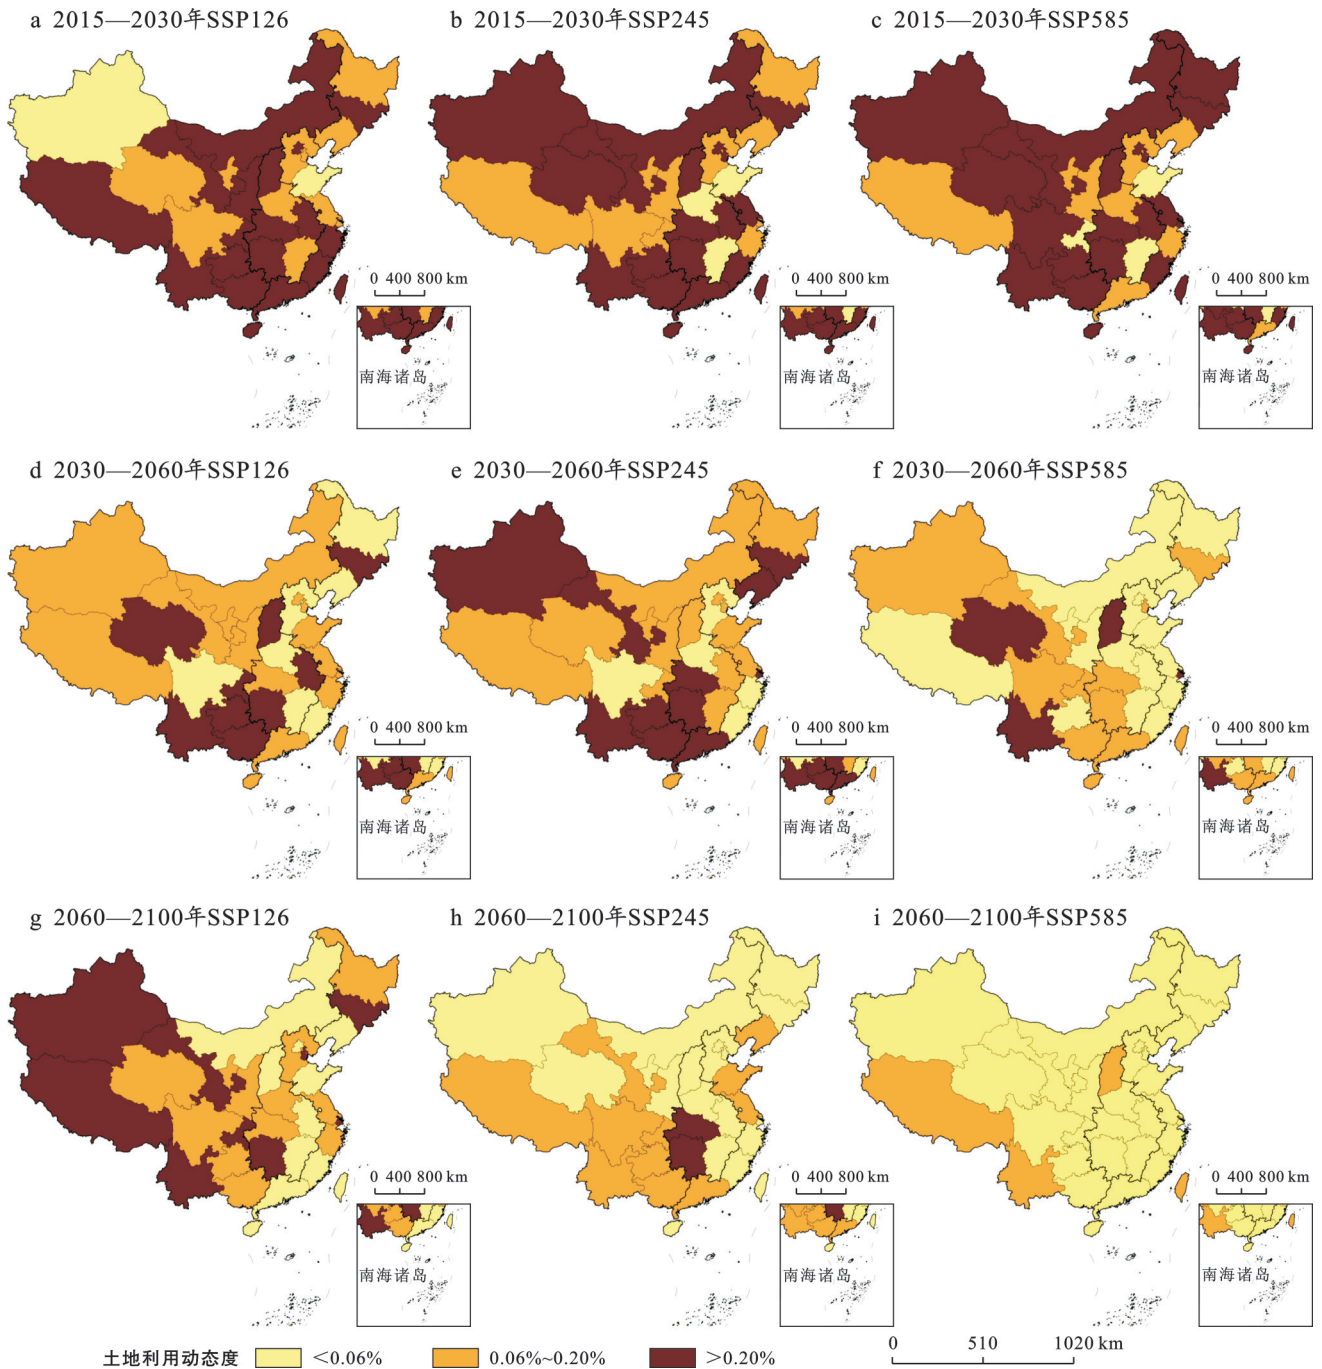 a 2015—2030年SSP126
b 2015—2030年SSP245
c 2015—2030年SSP585
0 400 800 km
0 400 800 km
0 400 800 km
南海诸岛
南海诸岛
南海诸岛
d 2030—2060年SSP126
e 2030—2060年SSP245
f 2030—2060年SSP585
0 400 800 km
0 400 800 km
0 400 800 km
南海诸岛
南海诸岛
南海诸岛
g 2060—2100年SSP126
h 2060—2100年SSP245
i 2060—2100年SSP585
0 400 800 km
0 400 800 km
0 400 800 km
南海诸岛
南海诸岛
南海诸岛
土地利用动态度 <0.06% 0.06%~0.20% >0.20%
0 510 1020 km